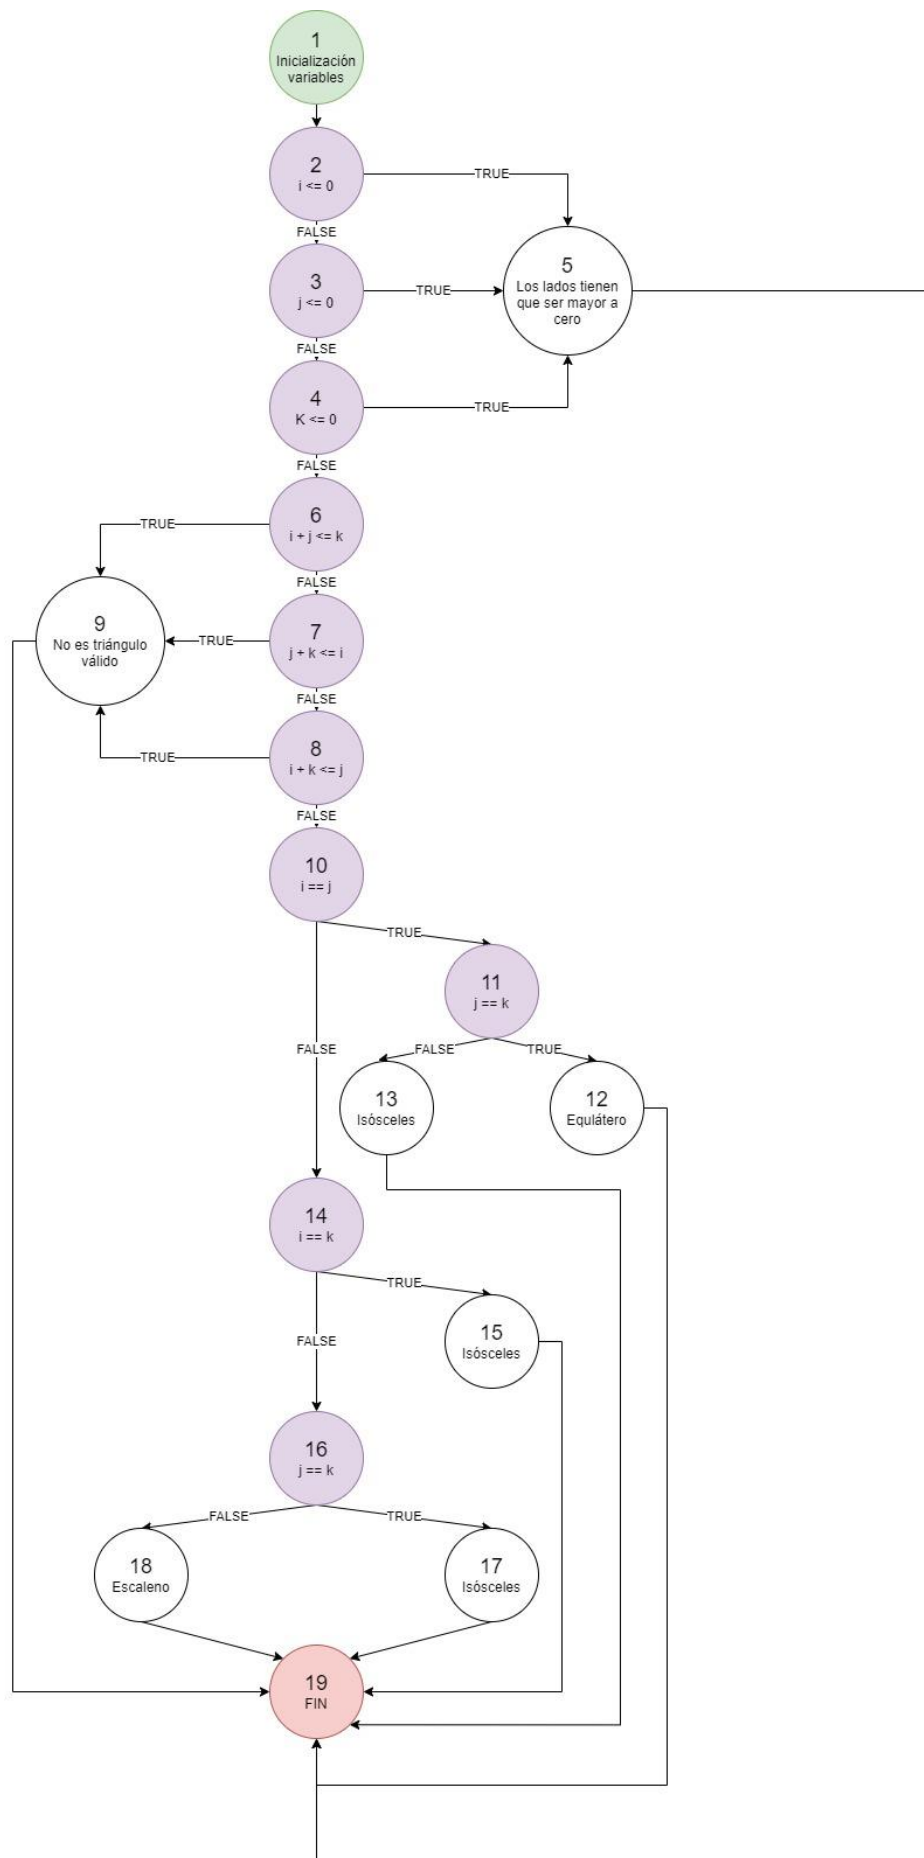 1
Inicialización
variables
2
i <= 0
TRUE
FALSE
3
j <= 0
TRUE
5
Los lados tienen
que ser mayor a
cero
FALSE
4
K <= 0
TRUE
FALSE
6
i + j <= k
TRUE
FALSE
9
No es triángulo
válido
7
j + k <= i
TRUE
FALSE
8
i + k <= j
TRUE
FALSE
10
i == j
TRUE
11
j == k
FALSE
FALSE
TRUE
13
Isósceles
12
Equlátero
14
i == k
TRUE
FALSE
15
Isósceles
16
j == k
FALSE
TRUE
18
Escaleno
17
Isósceles
19
FIN